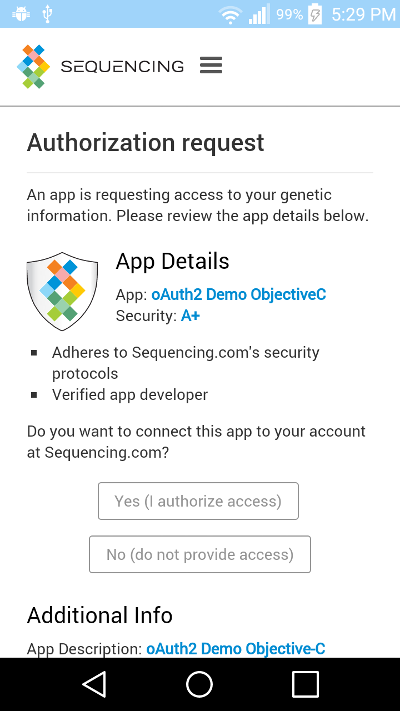 99% 5:29 PM
SEQUENCING
Authorization request
An app is requesting access to your genetic
information. Please review the app details below.
App Details
App: oAuth2 Demo ObjectiveC
Security: A+
Adheres to Sequencing.com's security
protocols
Verified app developer
Do you want to connect this app to your account
at Sequencing.com?
Yes (I authorize access)
No (do not provide access)
Additional Info
App Description: oAuth2 Demo Objective-C